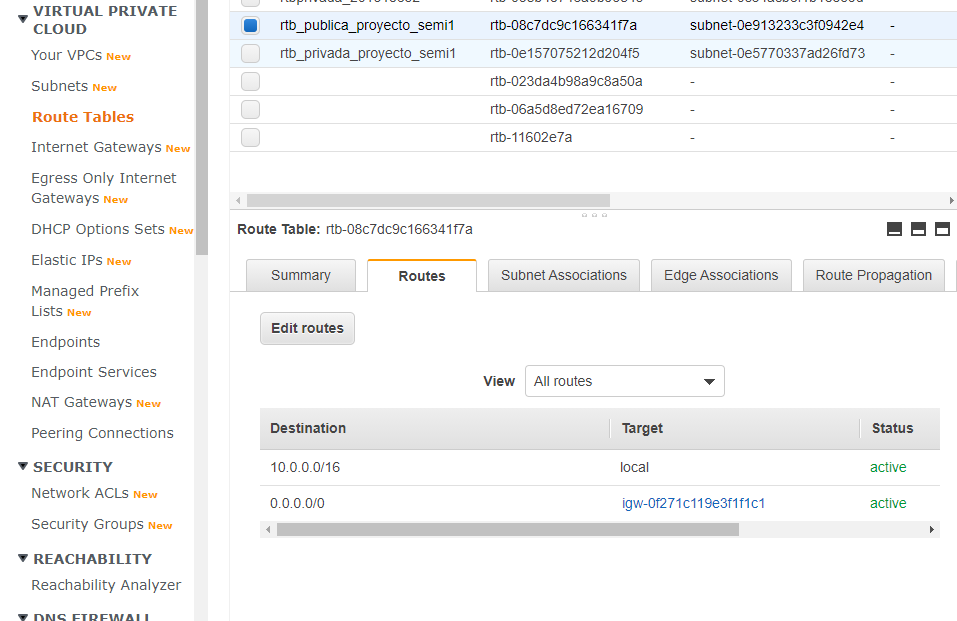 VIRTUAL PRIVATE
CLOUD
Your VPCs New
Subnets New
Route Tables
Internet Gateways New
Egress Only Internet
Gateways New
DHCP Options Sets New
Elastic IPs New
Managed Prefix
Lists New
Endpoints
Endpoint Services
NAT Gateways New
Peering Connections
SECURITY
Network ACLs New
Security Groups New
REACHABILITY
Reachability Analyzer
DNS FIREWALL
rtb_publica_proyecto_semi1 rtb-08c7dc9c166341f7a subnet-0e913233c3f0942e4 -
rtb_privada_proyecto_semi1 rtb-0e157075212d204f5 subnet-0e5770337ad26fd73 -
rtb-023da4b98a9c8a50a - -
rtb-06a5d8ed72ea16709 - -
rtb-11602e7a - -
Route Table: rtb-08c7dc9c166341f7a
Summary Routes Subnet Associations Edge Associations Route Propagation
Edit routes
View All routes
Destination Target Status
10.0.0.0/16 local active
0.0.0.0/0 igw-0f271c119e3f1f1c1 active